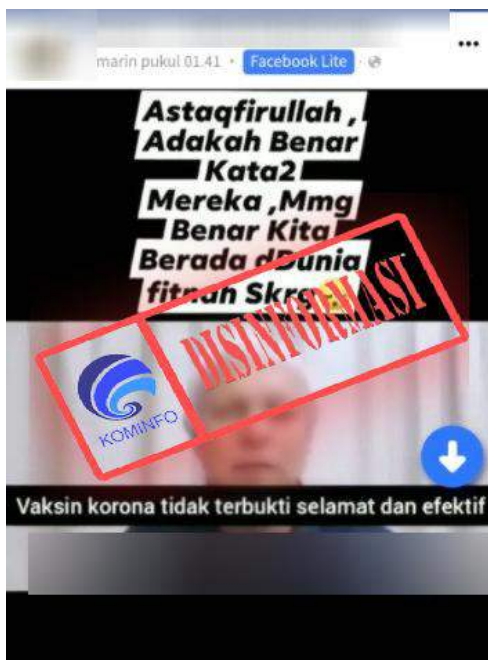 marin pukul 01.41 · Facebook Lite ·
Astaqfirullah ,
Adakah Benar
Kata2
Mereka ,Mmg
Benar Kita
Berada dDunia
fitnah Skrg
DISINFORMASI
KOMINFO
Vaksin korona tidak terbukti selamat dan efektif